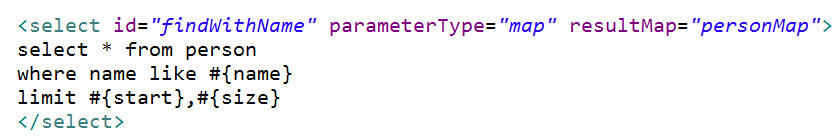 <select id="findWithName" parameterType="map" resultMap="personMap">
select * from person
where name like #{name}
limit #{start},#{size}
</select>